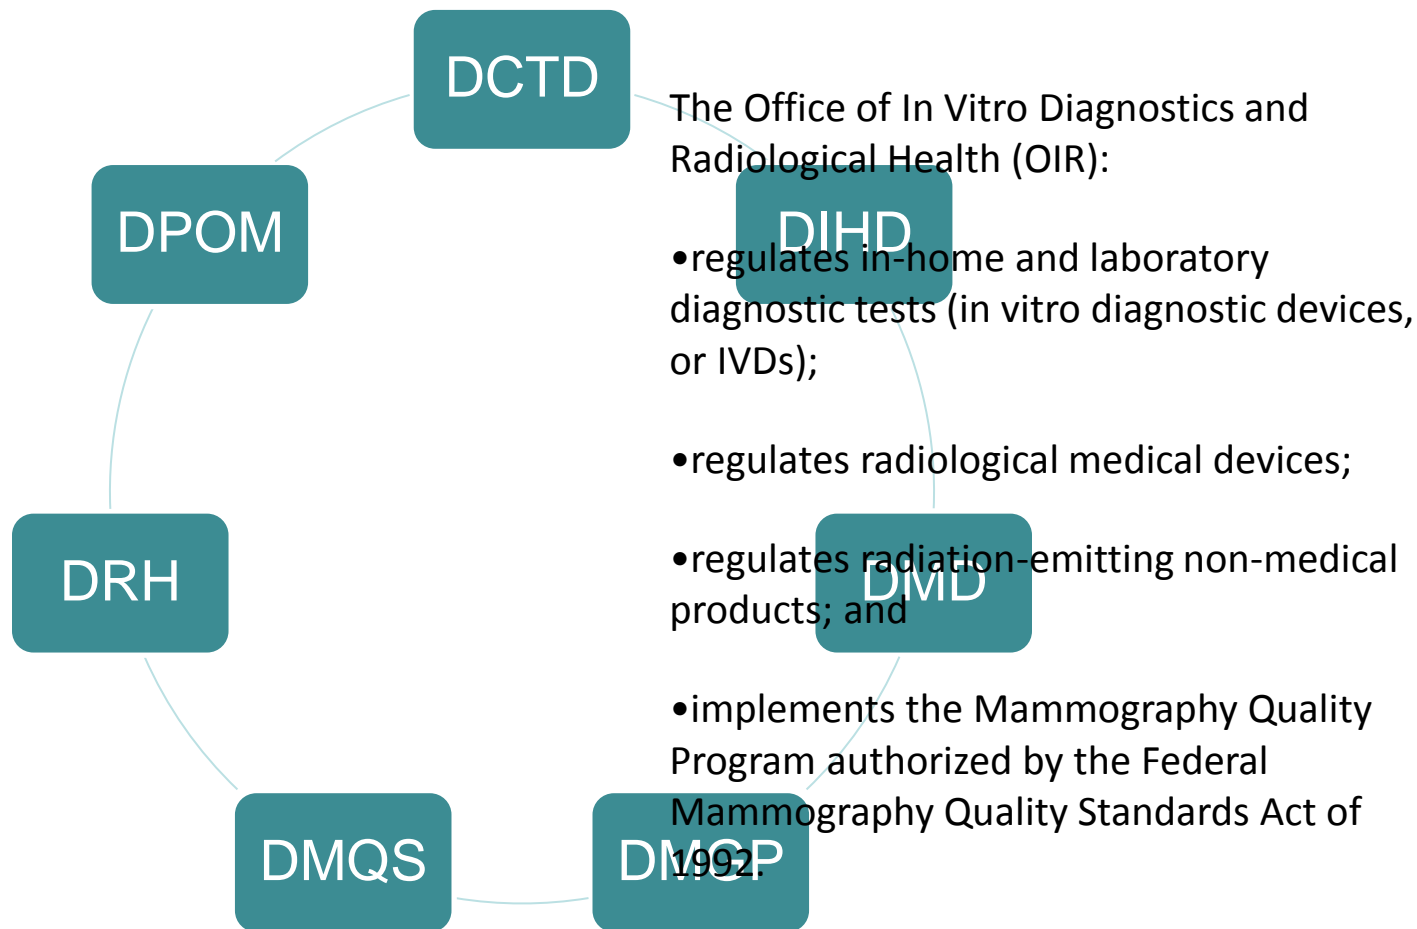 DCTD
The Office of In Vitro Diagnostics and
Radiological Health (OIR):
DPOM
DIHD
•regulates in-home and laboratory
diagnostic tests (in vitro diagnostic devices,
or IVDs);
•regulates radiological medical devices;
•regulates radiation-emitting non-medical
products; and
DRH
DMD
•implements the Mammography Quality
Program authorized by the Federal
Mammography Quality Standards Act of
1992.
DMQS
DMGP